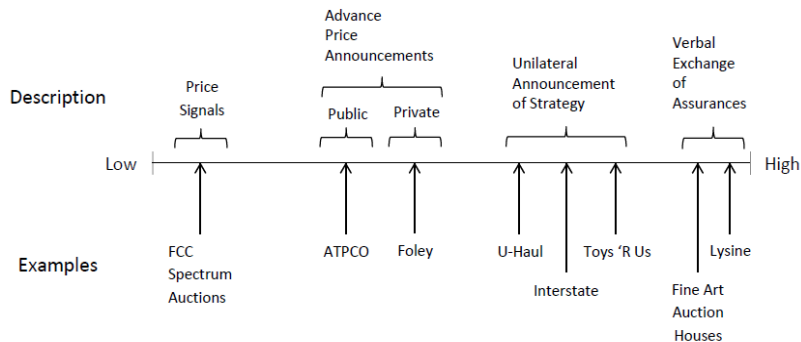 Description
Price
Signals
Advance
Price
Announcements
Public
Private
Unilateral
Announcement
of Strategy
Verbal
Exchange
of
Assurances
Low
High
Examples
FCC
Spectrum
Auctions
ATPCO
Foley
U-Haul
Interstate
Toys ‘R Us
Fine Art
Auction
Houses
Lysine